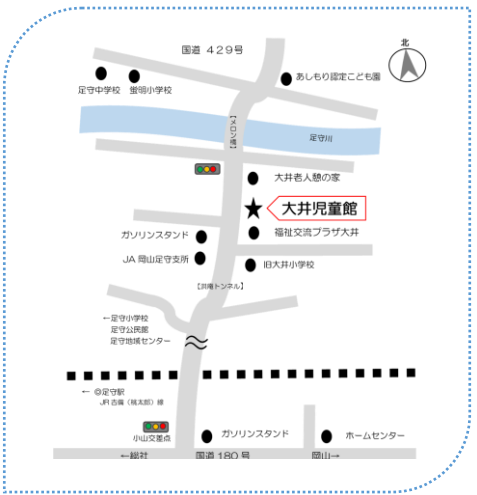 北
国道 429号
あしもり認定こども園
足守中学校 蛍明小学校
【メロン橋】
足守川
大井老人憩の家
大井児童館
福祉交流プラザ大井
ガソリンスタンド
JA 岡山足守支所
旧大井小学校
←足守小学校
足守公民館
足守地域センター
← ◎足守駅
JR 吉備（桃太郎）線
小山交差点
ガソリンスタンド
ホームセンター
←総社 国道 180 号 岡山→